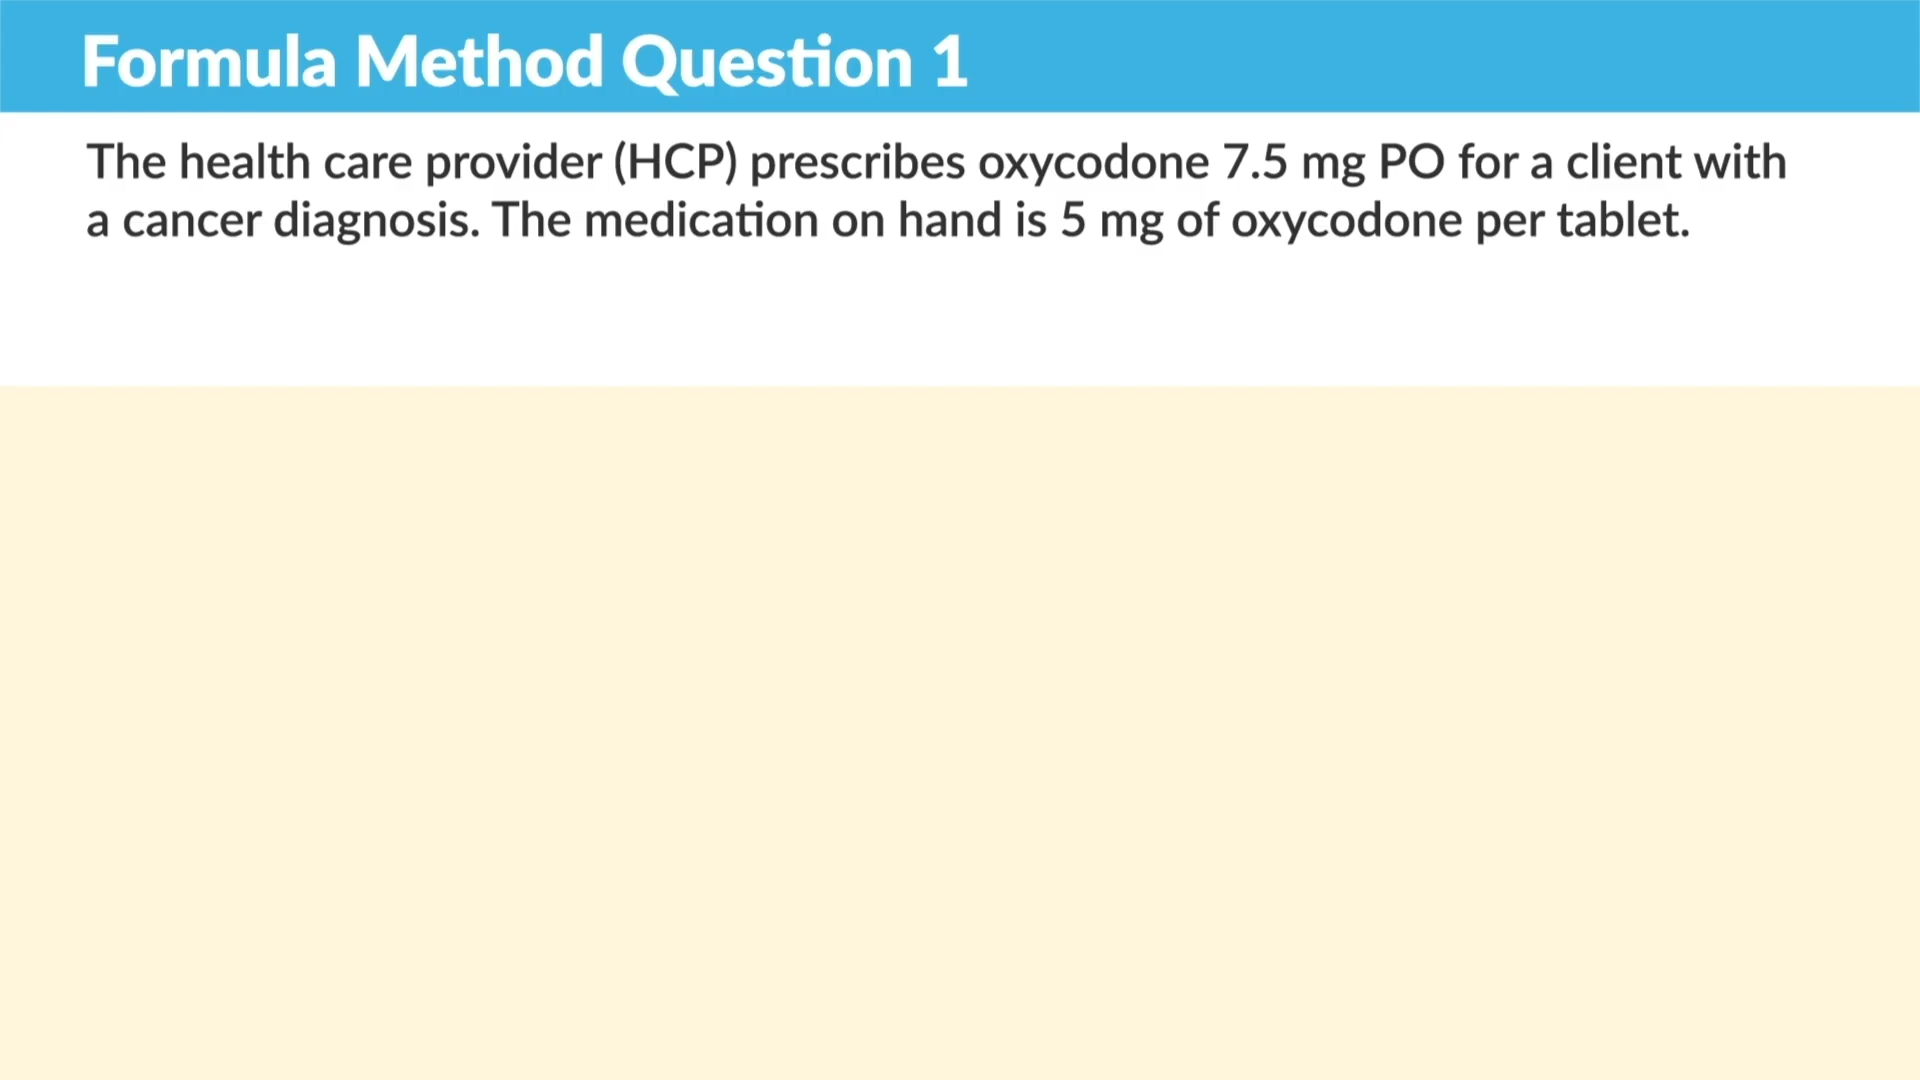 Formula Method Question 1
The health care provider (HCP) prescribes oxycodone 7.5 mg PO for a client with
a cancer diagnosis. The medication on hand is 5 mg of oxycodone per tablet.